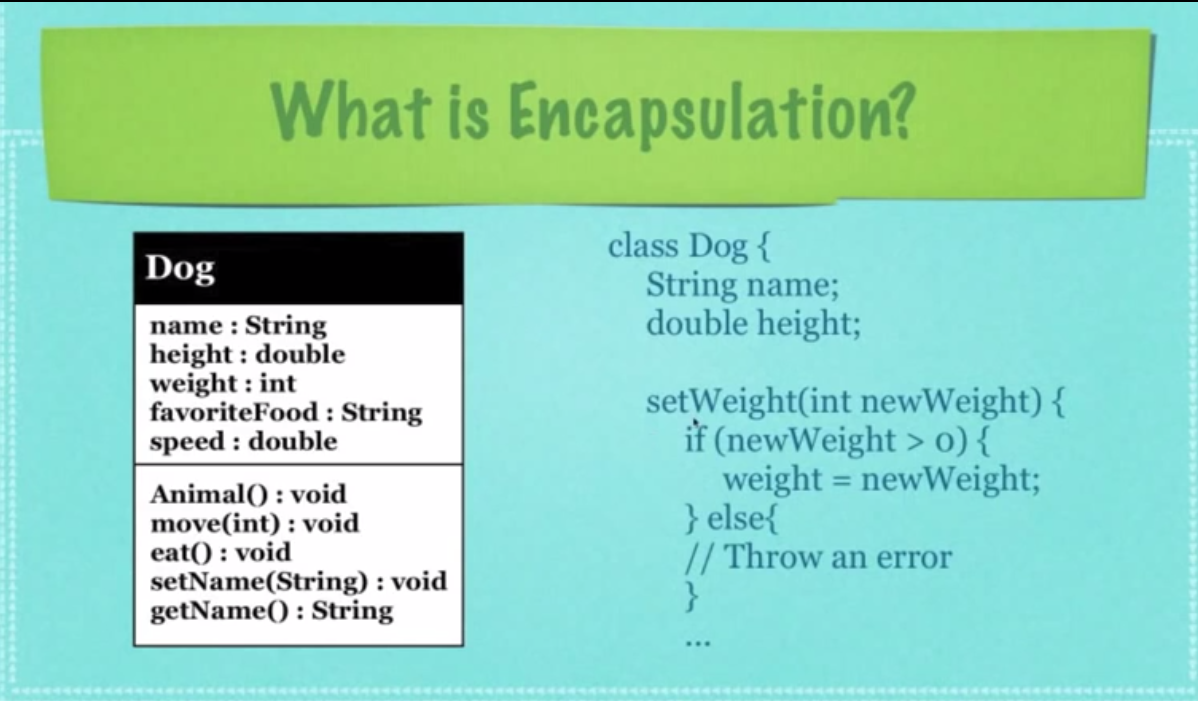 What is Encapsulation?
Dog
name : String
height : double
weight : int
favoriteFood : String
speed : double
Animal() : void
move(int) : void
eat() : void
setName(String) : void
getName() : String
class Dog {
String name;
double height;
setWeight(int newWeight) {
if (newWeight > 0) {
weight = newWeight;
} else{
// Throw an error
}
...